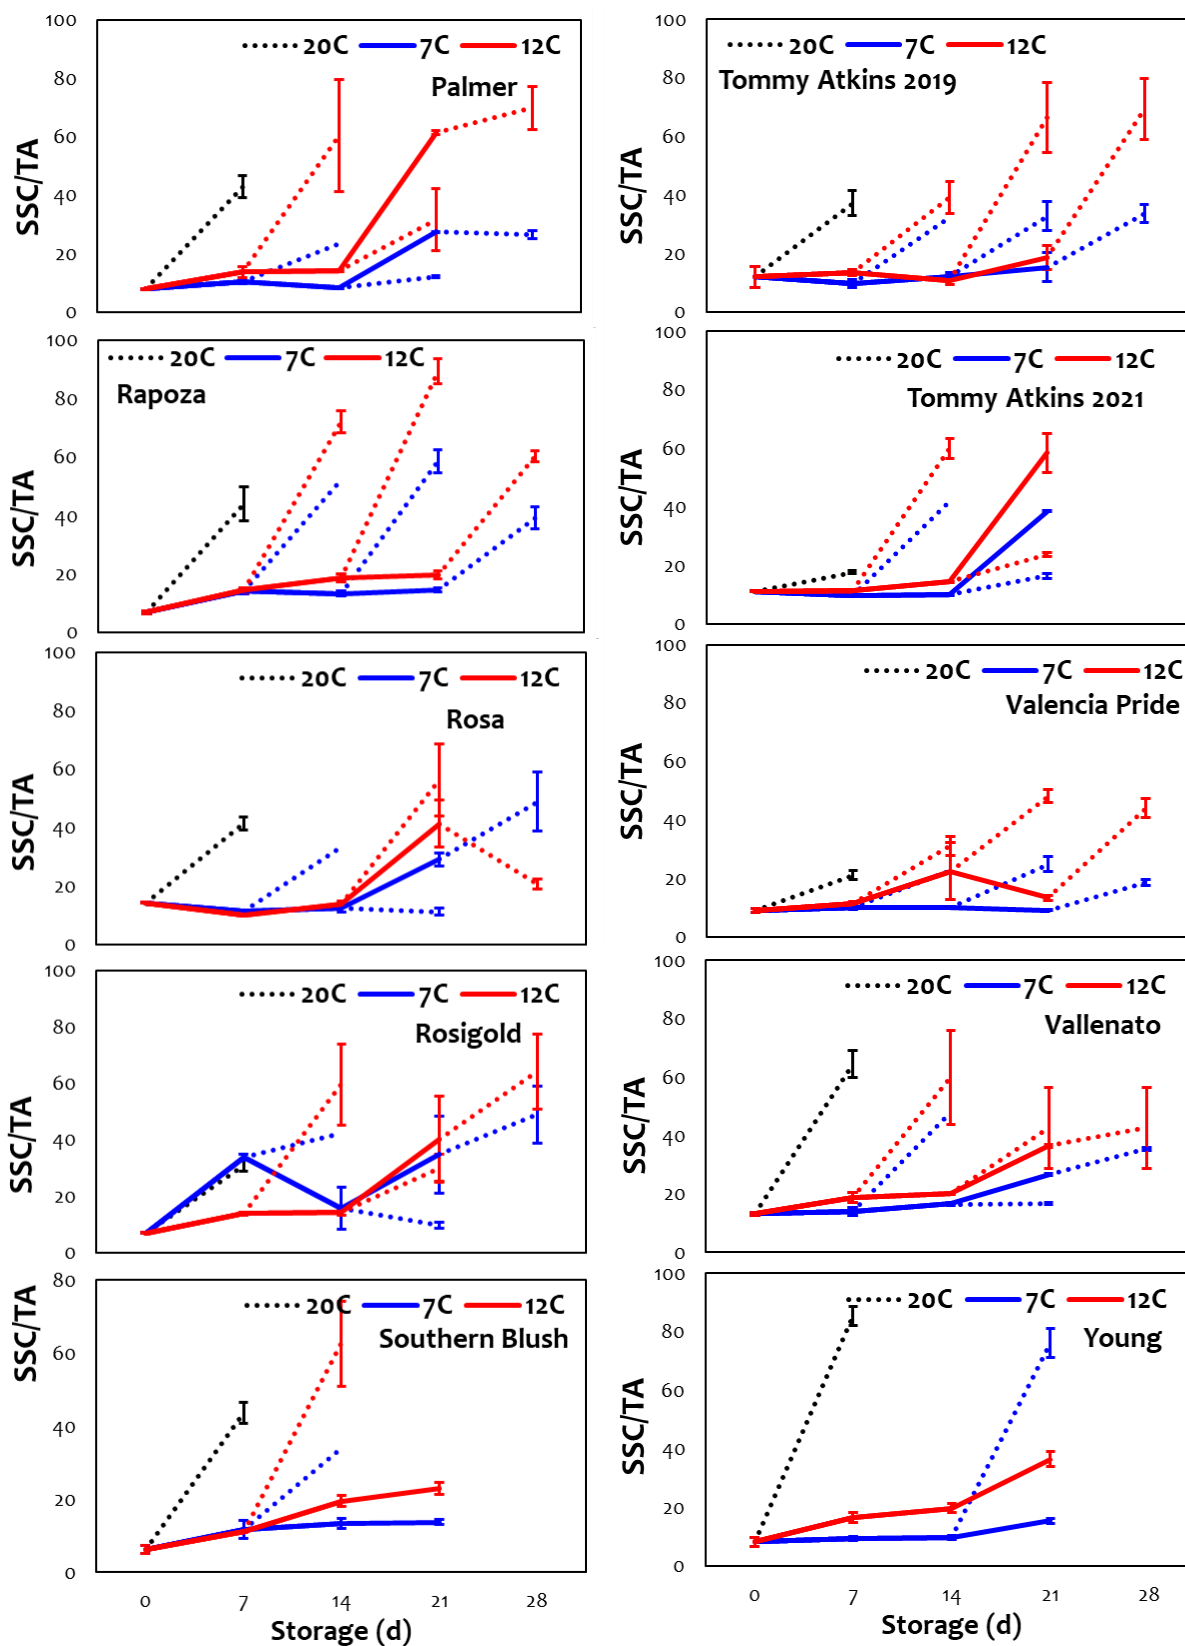 100
80
60
40
20
0
SSC/TA
20C 7C 12C
Palmer
100
80
60
40
20
0
SSC/TA
20C 7C 12C
Tommy Atkins 2019
100
80
60
40
20
0
SSC/TA
20C 7C 12C
Rapoza
100
80
60
40
20
0
SSC/TA
20C 7C 12C
Tommy Atkins 2021
100
80
60
40
20
0
SSC/TA
20C 7C 12C
Rosa
100
80
60
40
20
0
SSC/TA
20C 7C 12C
Valencia Pride
100
80
60
40
20
0
SSC/TA
20C 7C 12C
Rosigold
100
80
60
40
20
0
SSC/TA
20C 7C 12C
Vallenato
80
60
40
20
0
SSC/TA
20C 7C 12C
Southern Blush
0 7 14 21 28
Storage (d)
100
80
60
40
20
0
SSC/TA
20C 7C 12C
Young
0 7 14 21 28
Storage (d)